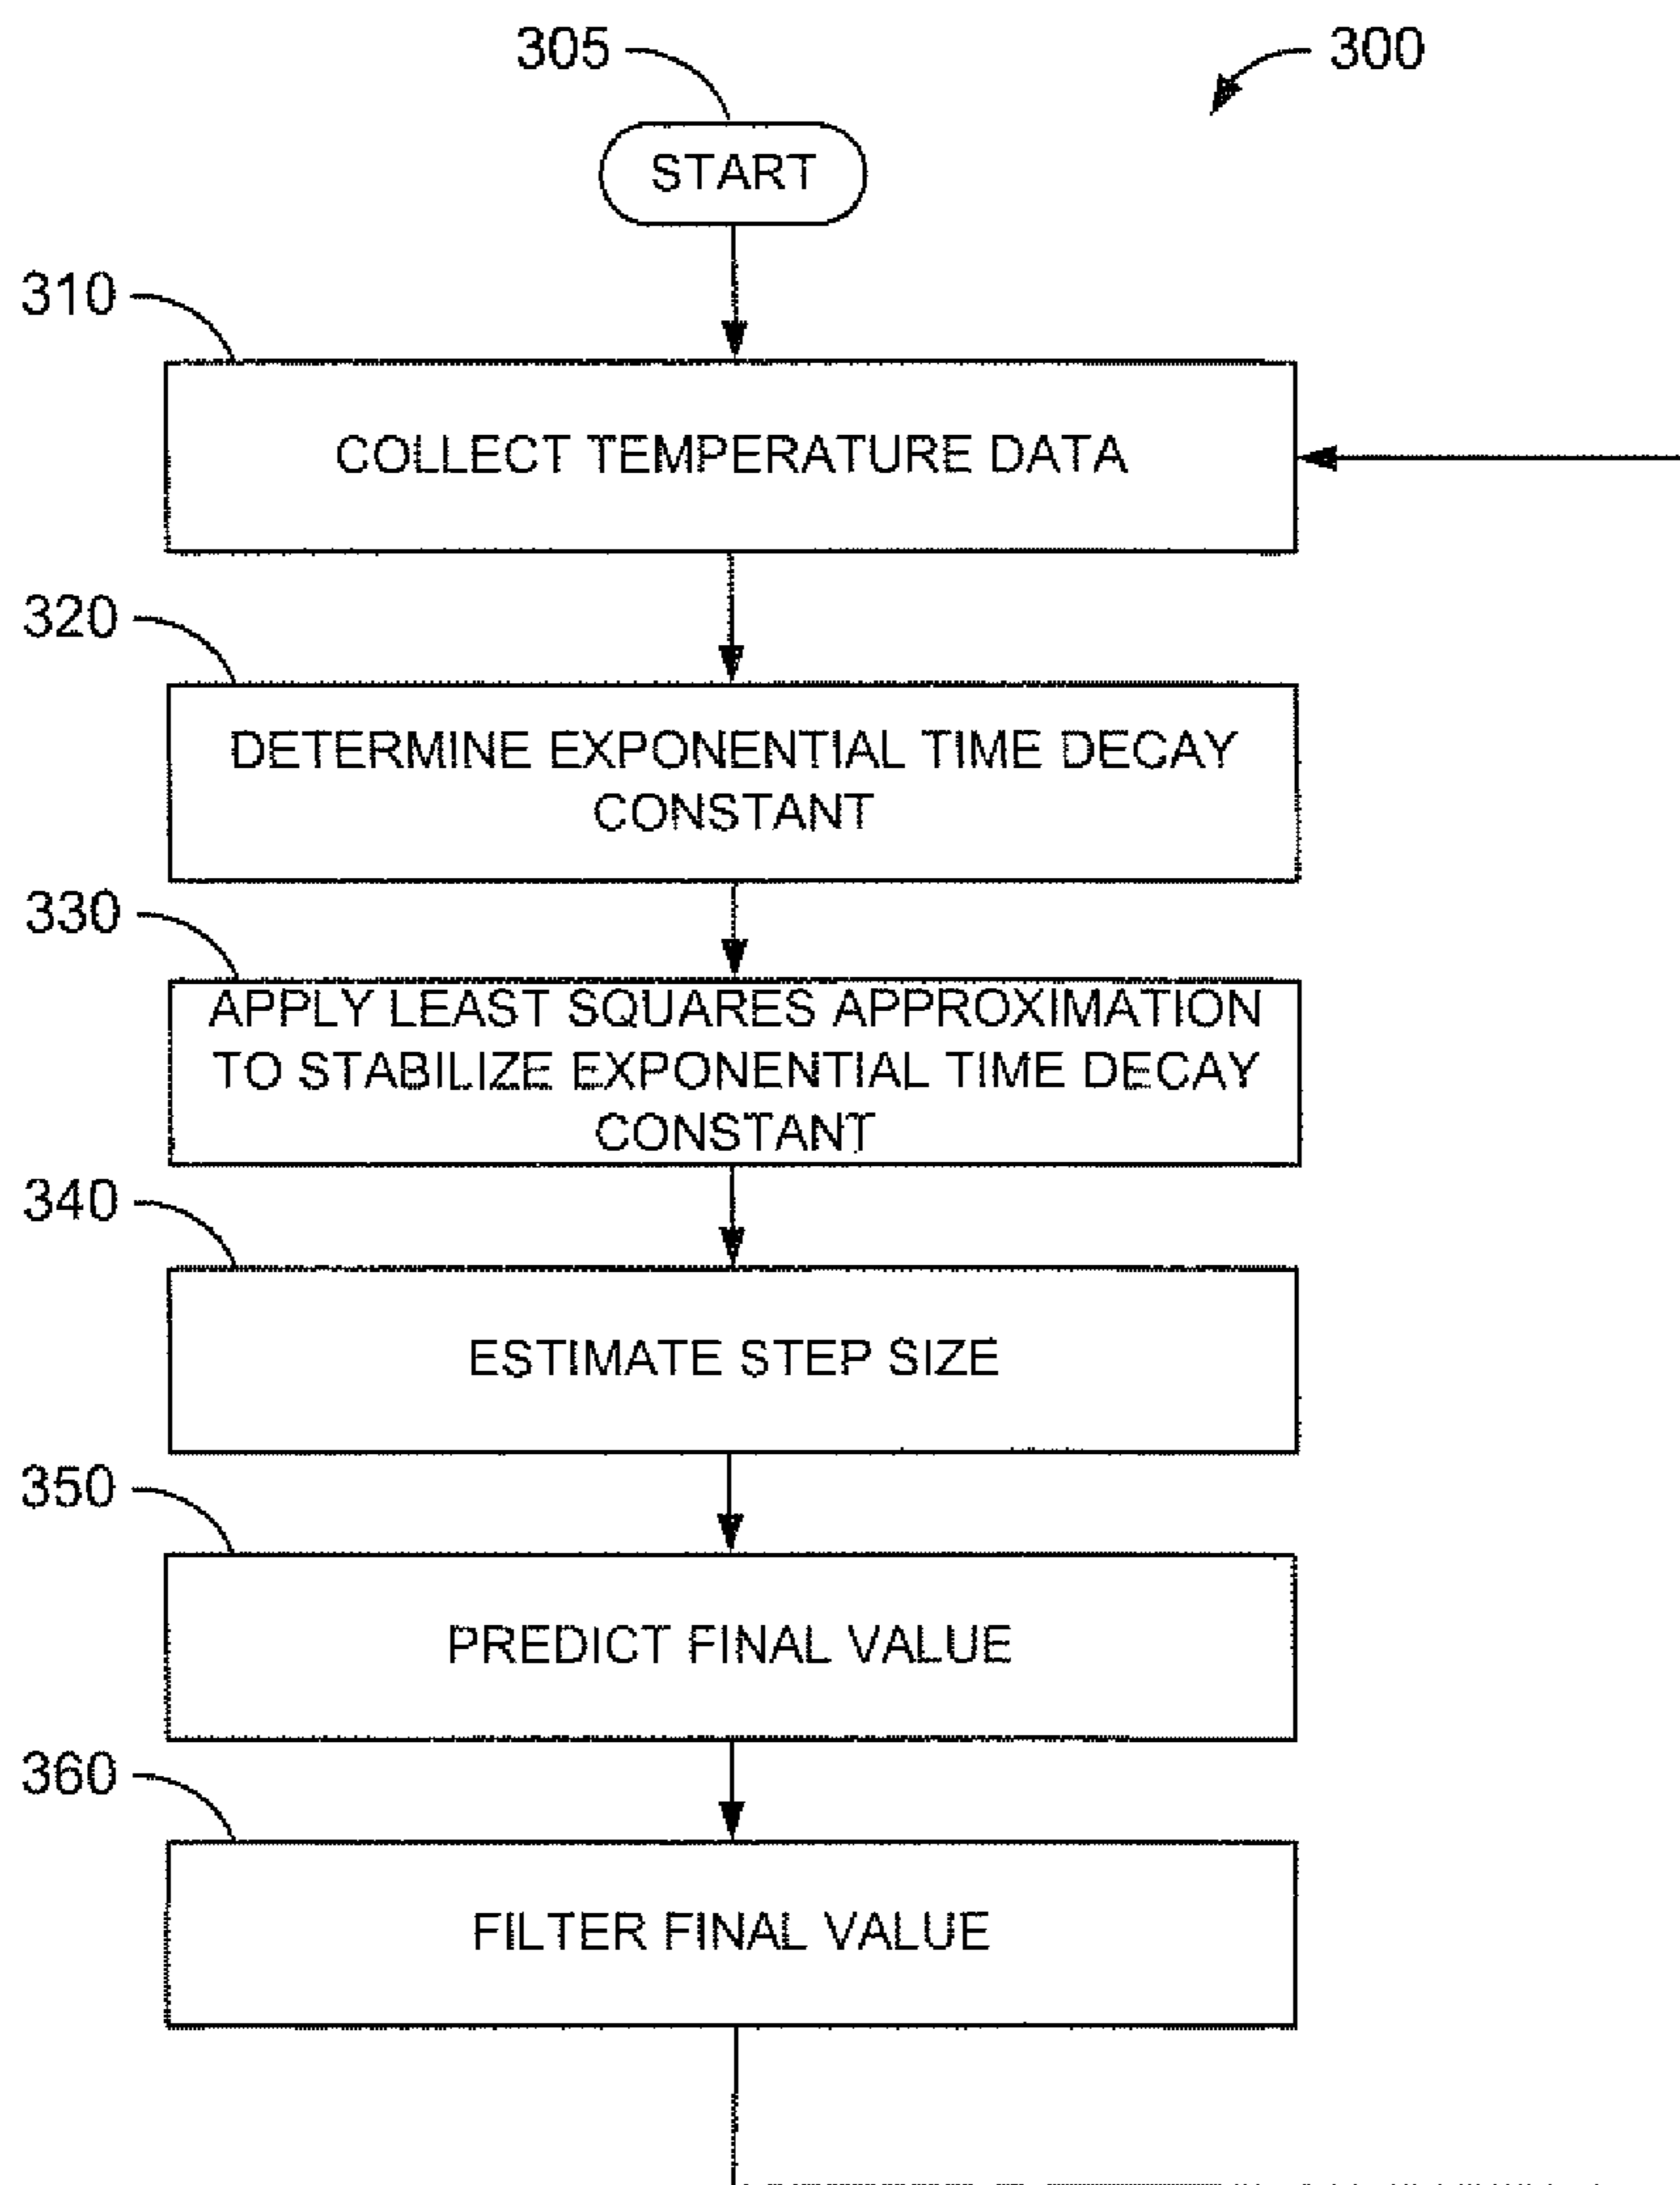 305
300
START
310
COLLECT TEMPERATURE DATA
320
DETERMINE EXPONENTIAL TIME DECAY
CONSTANT
330
APPLY LEAST SQUARES APPROXIMATION
TO STABILIZE EXPONENTIAL TIME DECAY
CONSTANT
340
ESTIMATE STEP SIZE
350
PREDICT FINAL VALUE
360
FILTER FINAL VALUE